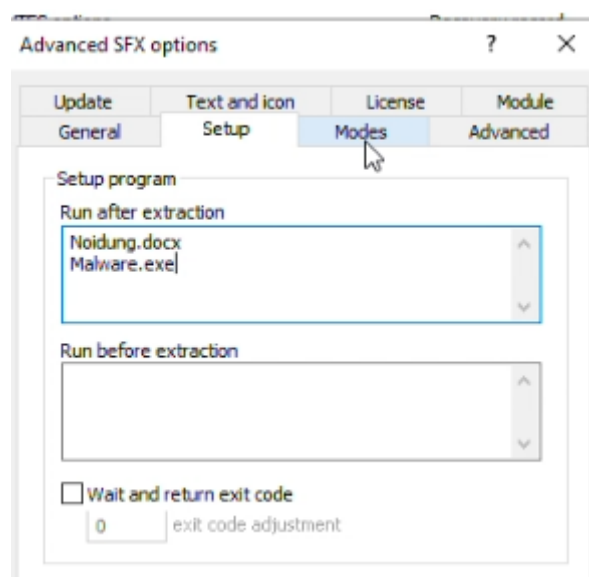 Advanced SFX options
?
Update Text and icon License Module
General Setup Modes Advanced
Setup program
Run after extraction
Noidung.docx
Malware.exe
Run before extraction
Wait and return exit code
0 exit code adjustment